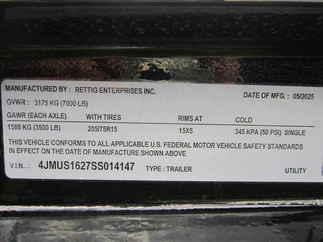 MANUFACTURED BY : RETTIG ENTERPRISES INC. DATE OF MFG. : 05/2025
GVWR : 3175 KG (7000 LB)
GAWR (EACH AXLE) WITH TIRES RIMS AT COLD
1588 KG (3500 LB) 205/75R15 15X5 345 KPA (50 PSI) SINGLE
THIS VEHICLE CONFORMS TO ALL APPLICABLE U.S. FEDERAL MOTOR VEHICLE SAFETY STANDARDS
IN EFFECT ON THE DATE OF MANUFACTURE SHOWN ABOVE.
V.I.N. : 4JMUS1627SS014147 TYPE : TRAILER UTILITY